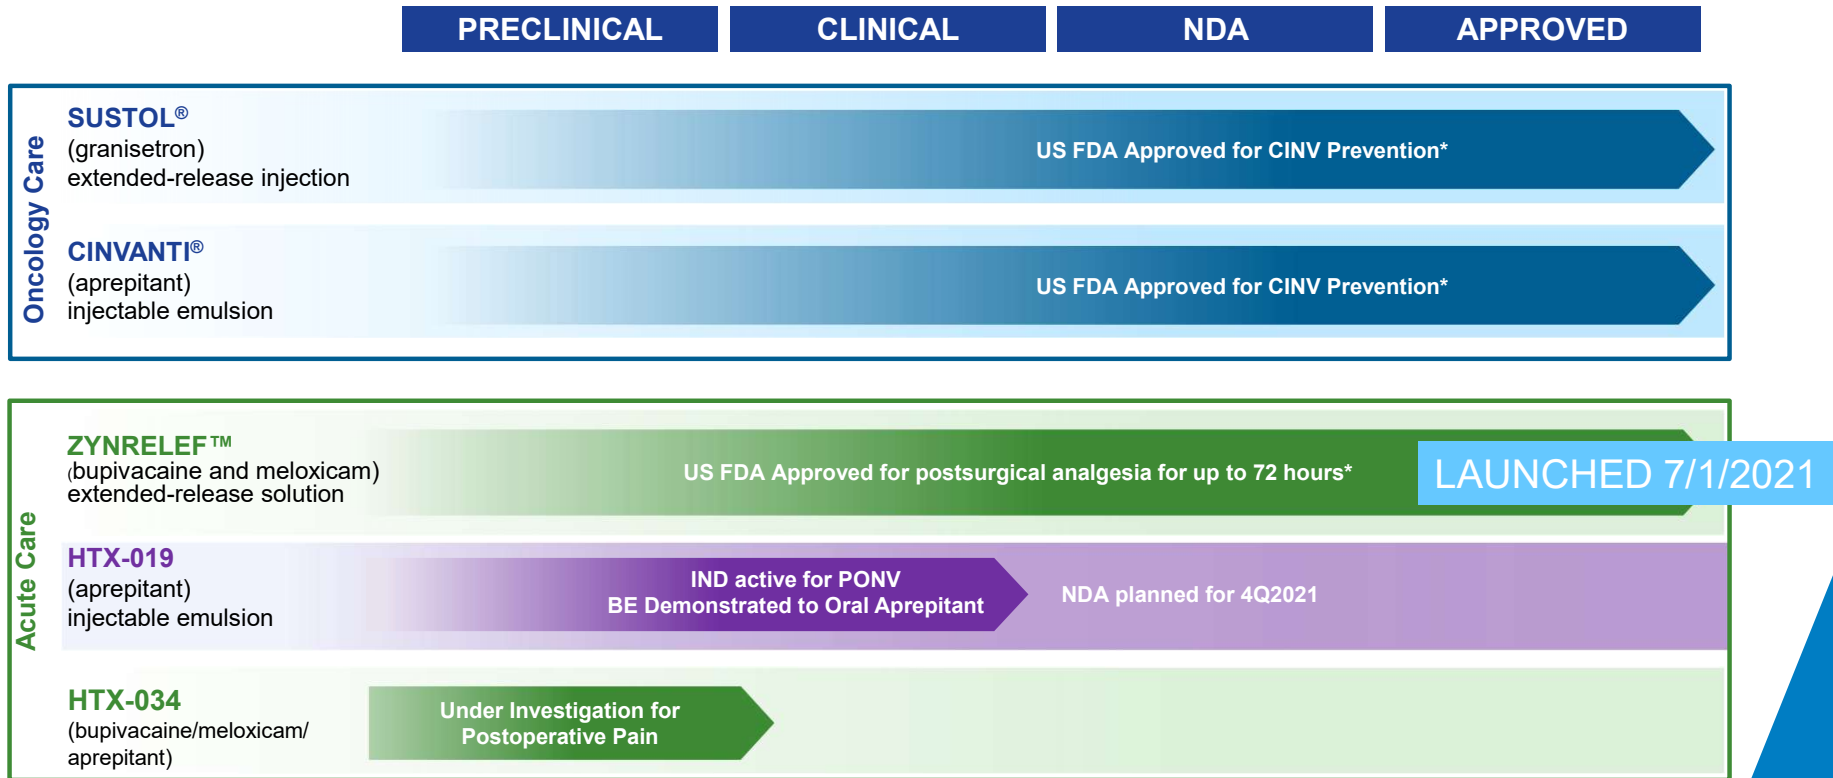 PRECLINICAL
CLINICAL
NDA
APPROVED
Oncology Care
SUSTOL®
(granisetron)
extended-release injection
US FDA Approved for CINV Prevention*
CINVANTI®
(aprepitant)
injectable emulsion
US FDA Approved for CINV Prevention*
Acute Care
ZYNRELEF™
(bupivacaine and meloxicam)
extended-release solution
US FDA Approved for postsurgical analgesia for up to 72 hours*
LAUNCHED 7/1/2021
HTX-019
(aprepitant)
injectable emulsion
IND active for PONV
BE Demonstrated to Oral Aprepitant
NDA planned for 4Q2021
HTX-034
(bupivacaine/meloxicam/
aprepitant)
Under Investigation for
Postoperative Pain